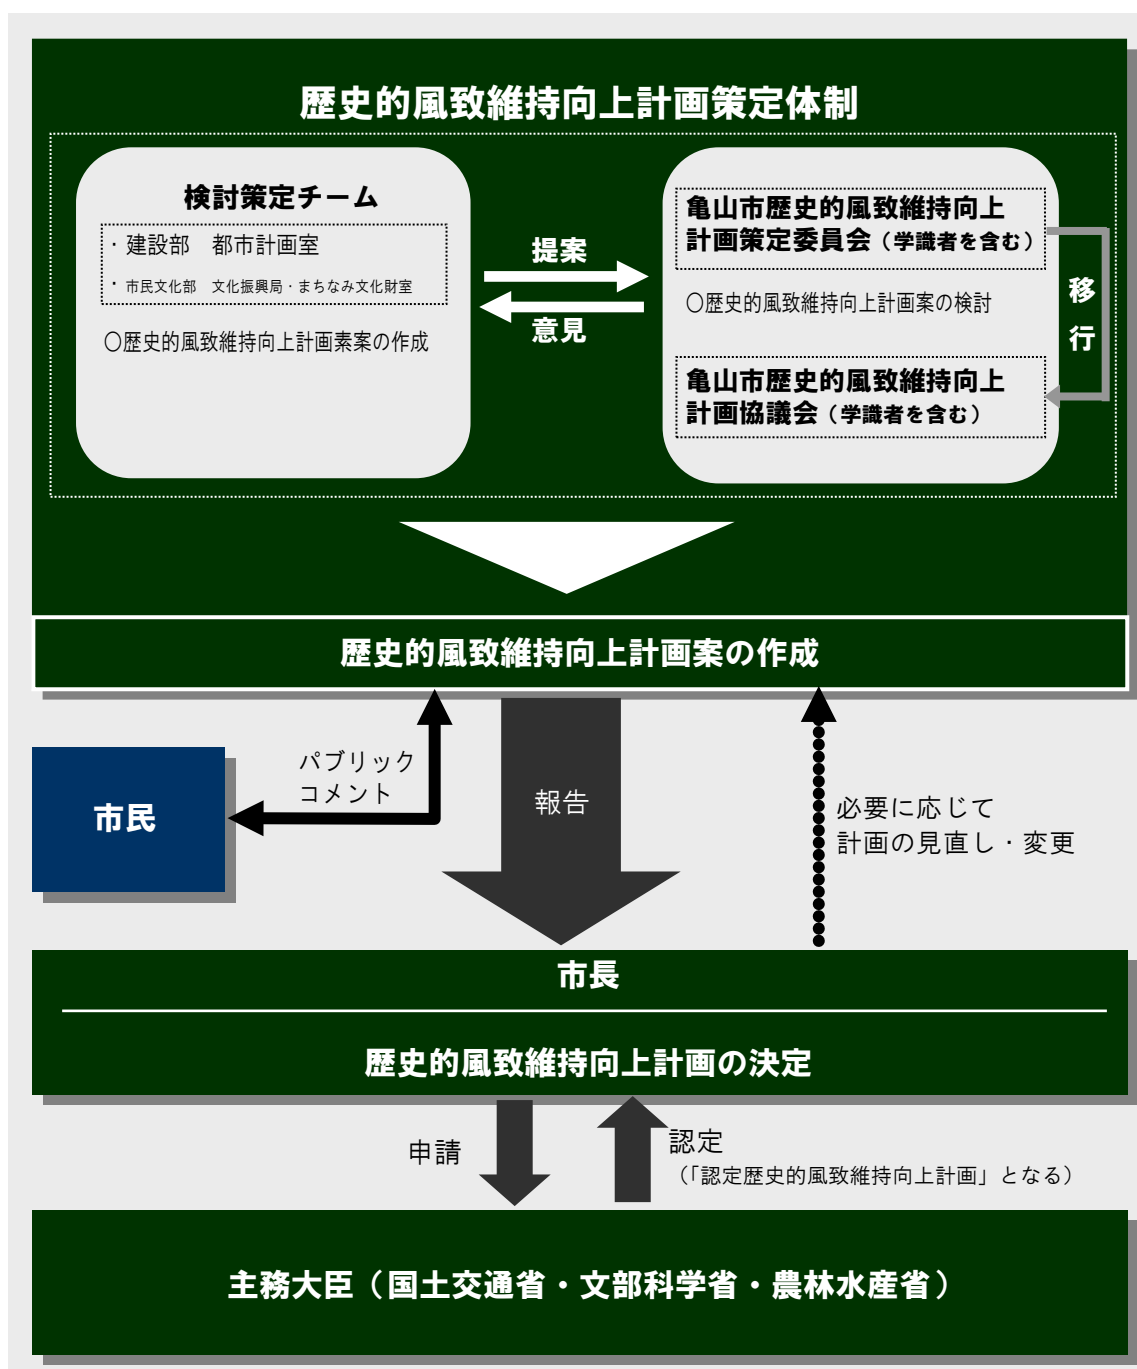 歴史的風致維持向上計画策定体制
検討策定チーム
・建設部　都市計画室
・市民文化部　文化振興局・まちなみ文化財室
〇歴史的風致維持向上計画素案の作成
提案
意見
亀山市歴史的風致維持向上
計画策定委員会（学識者を含む）
〇歴史的風致維持向上計画案の検討
亀山市歴史的風致維持向上
計画協議会（学識者を含む）
移
行
歴史的風致維持向上計画案の作成
市民
パブリック
コメント
報告
必要に応じて
計画の見直し・変更
市長
歴史的風致維持向上計画の決定
申請
認定
（「認定歴史的風致維持向上計画」となる）
主務大臣（国土交通省・文部科学省・農林水産省）